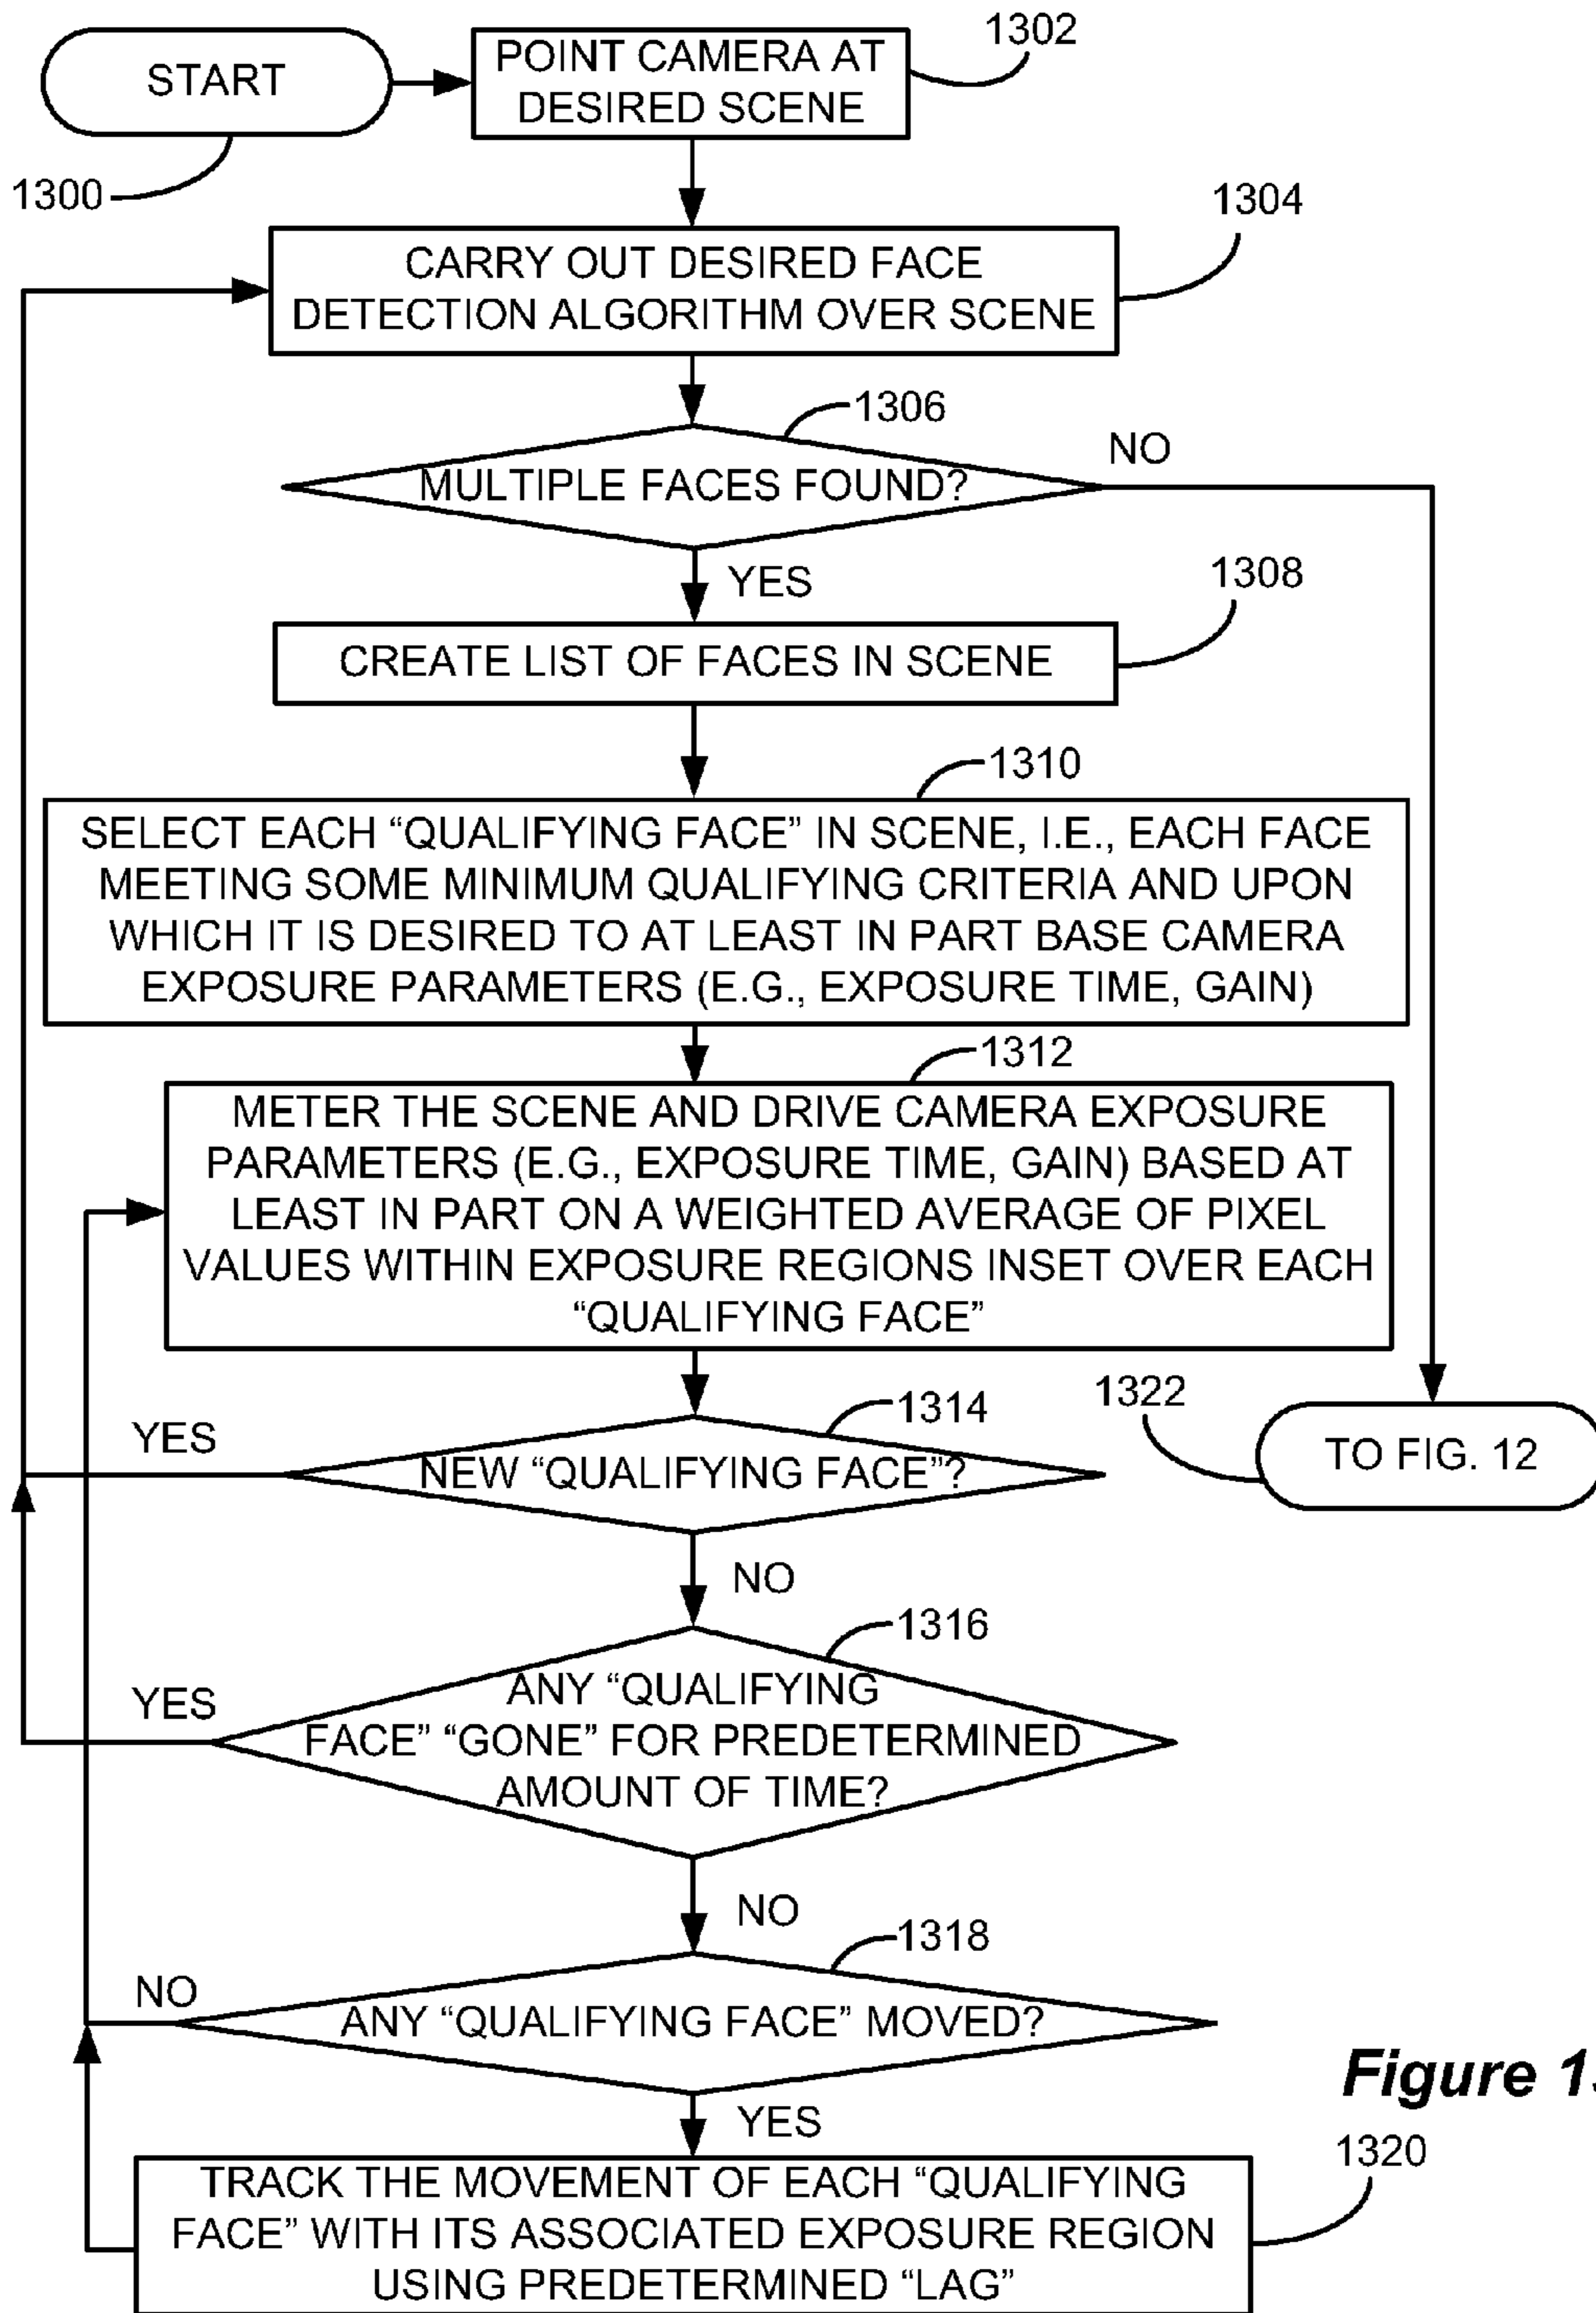 START
1300
POINT CAMERA AT
DESIRED SCENE
1302
CARRY OUT DESIRED FACE
DETECTION ALGORITHM OVER SCENE
1304
1306
MULTIPLE FACES FOUND?
NO
YES
1308
CREATE LIST OF FACES IN SCENE
1310
SELECT EACH “QUALIFYING FACE” IN SCENE, I.E., EACH FACE
MEETING SOME MINIMUM QUALIFYING CRITERIA AND UPON
WHICH IT IS DESIRED TO AT LEAST IN PART BASE CAMERA
EXPOSURE PARAMETERS (E.G., EXPOSURE TIME, GAIN)
1312
METER THE SCENE AND DRIVE CAMERA EXPOSURE
PARAMETERS (E.G., EXPOSURE TIME, GAIN) BASED AT
LEAST IN PART ON A WEIGHTED AVERAGE OF PIXEL
VALUES WITHIN EXPOSURE REGIONS INSET OVER EACH
“QUALIFYING FACE”
1314
YES
NEW “QUALIFYING FACE”?
NO
1322
TO FIG. 12
1316
YES
ANY “QUALIFYING
FACE” “GONE” FOR PREDETERMINED
AMOUNT OF TIME?
NO
1318
NO
ANY “QUALIFYING FACE” MOVED?
YES
1320
TRACK THE MOVEMENT OF EACH “QUALIFYING
FACE” WITH ITS ASSOCIATED EXPOSURE REGION
USING PREDETERMINED “LAG”
Figure